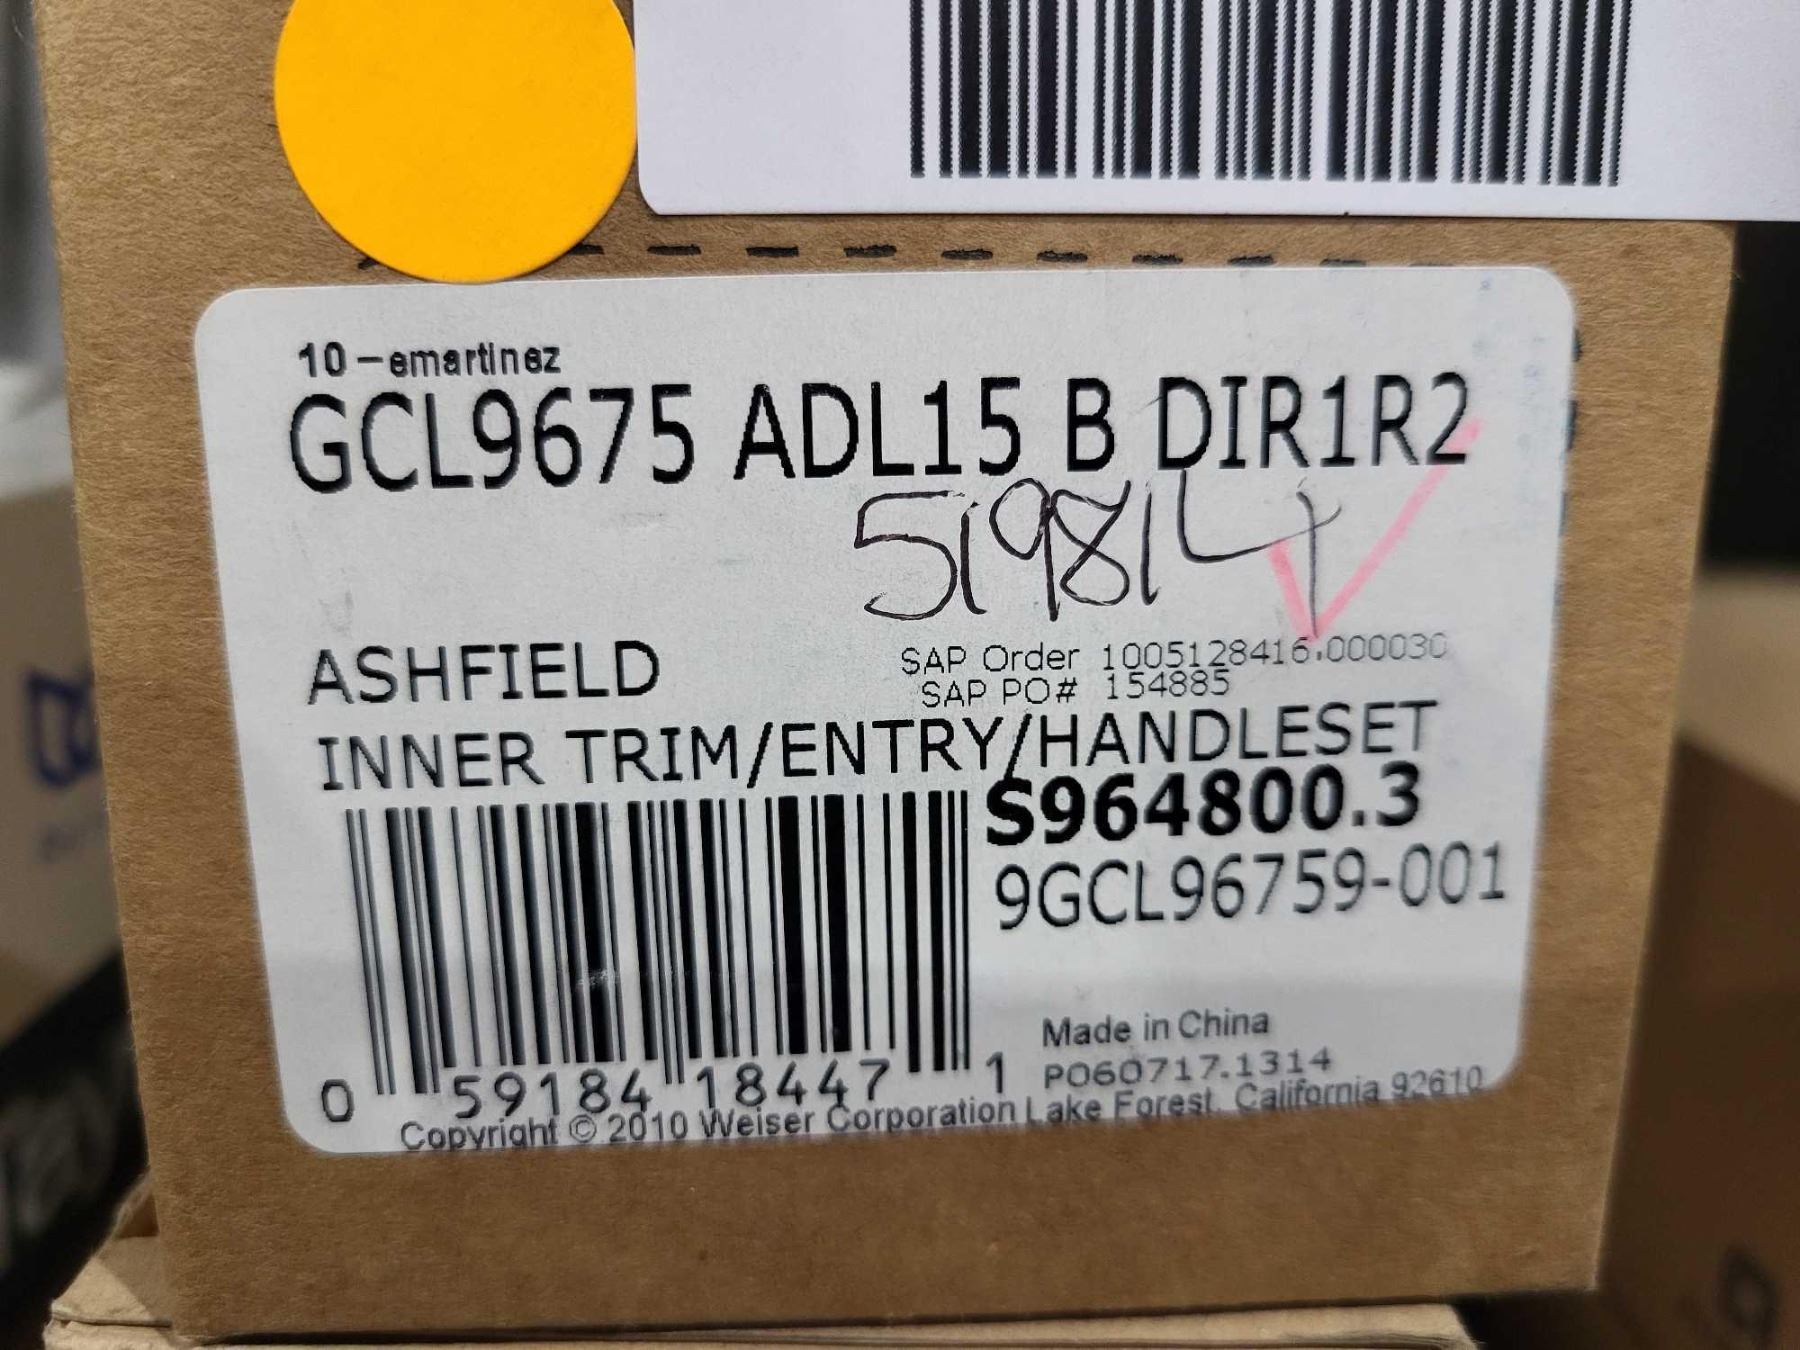 10 -emartinez
GCL9675 ADL15 B DIR1R2
519814
ASHFIELD
SAP Order 1005128416.000030
SAP PO# 154885
INNER TRIM/ENTRY/HANDLESET
S964800.3
9GCL96759-001
Made in China
P060717.1314
0 59184 18447 1
Copyright © 2010 Weiser Corporation Lake Forest, California 92610